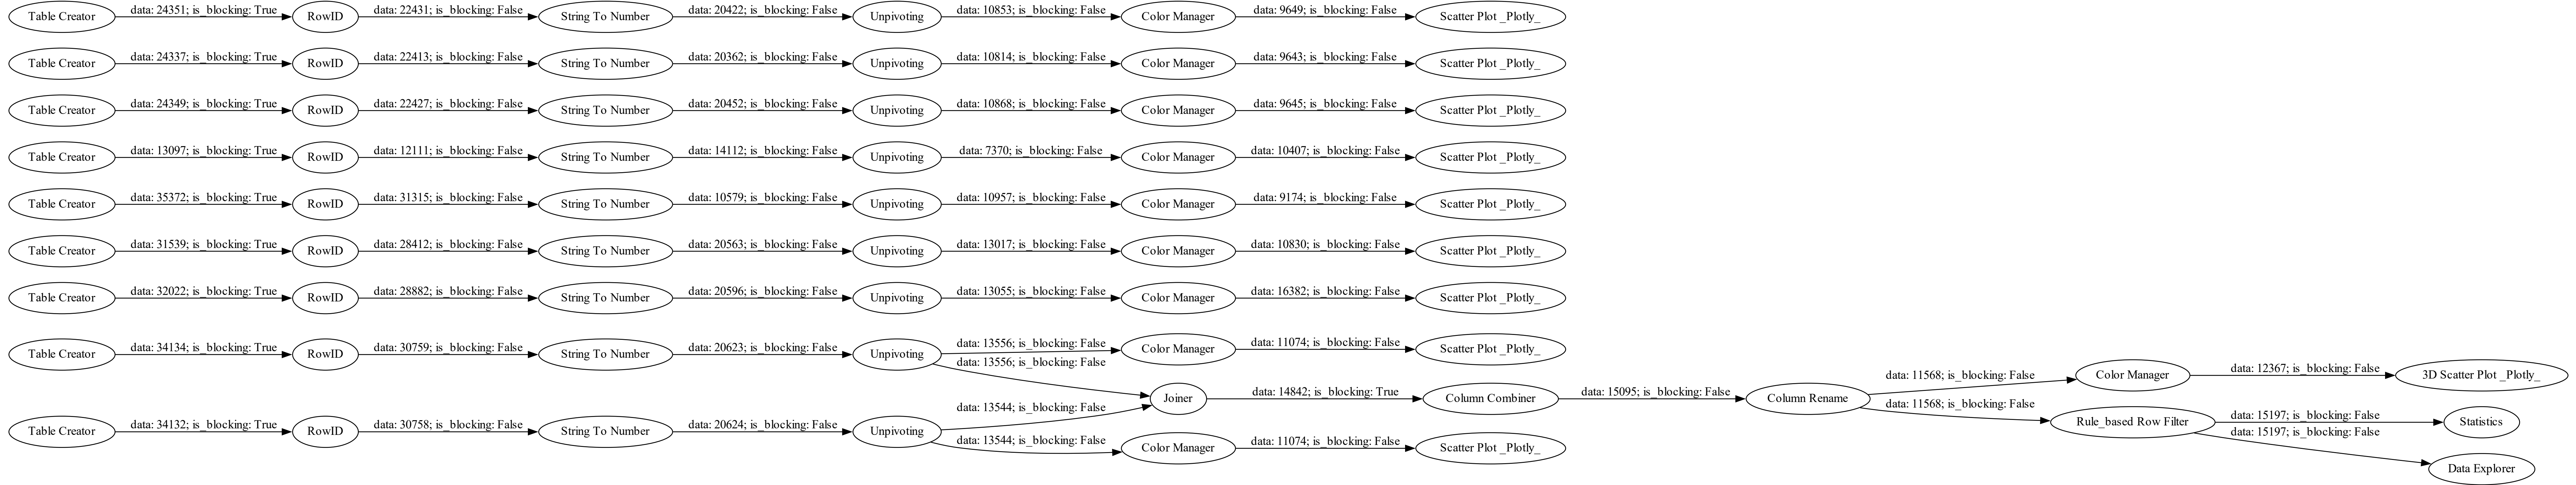 Table Creator data: 24351; is_blocking: True RowID data: 22431; is_blocking: False String To Number data: 20422; is_blocking: False Unpivoting data: 10853; is_blocking: False Color Manager data: 9649; is_blocking: False Scatter Plot _Plotly_
Table Creator data: 24337; is_blocking: True RowID data: 22413; is_blocking: False String To Number data: 20362; is_blocking: False Unpivoting data: 10814; is_blocking: False Color Manager data: 9643; is_blocking: False Scatter Plot _Plotly_
Table Creator data: 24349; is_blocking: True RowID data: 22427; is_blocking: False String To Number data: 20452; is_blocking: False Unpivoting data: 10868; is_blocking: False Color Manager data: 9645; is_blocking: False Scatter Plot _Plotly_
Table Creator data: 13097; is_blocking: True RowID data: 12111; is_blocking: False String To Number data: 14112; is_blocking: False Unpivoting data: 7370; is_blocking: False Color Manager data: 10407; is_blocking: False Scatter Plot _Plotly_
Table Creator data: 35372; is_blocking: True RowID data: 31315; is_blocking: False String To Number data: 10579; is_blocking: False Unpivoting data: 10957; is_blocking: False Color Manager data: 9174; is_blocking: False Scatter Plot _Plotly_
Table Creator data: 31539; is_blocking: True RowID data: 28412; is_blocking: False String To Number data: 20563; is_blocking: False Unpivoting data: 13017; is_blocking: False Color Manager data: 10830; is_blocking: False Scatter Plot _Plotly_
Table Creator data: 32022; is_blocking: True RowID data: 28882; is_blocking: False String To Number data: 20596; is_blocking: False Unpivoting data: 13055; is_blocking: False Color Manager data: 16382; is_blocking: False Scatter Plot _Plotly_
Table Creator data: 34134; is_blocking: True RowID data: 30759; is_blocking: False String To Number data: 20623; is_blocking: False Unpivoting data: 13556; is_blocking: False Color Manager data: 11074; is_blocking: False Scatter Plot _Plotly_
data: 13556; is_blocking: False
data: 11568; is_blocking: False Color Manager data: 12367; is_blocking: False 3D Scatter Plot _Plotly_
Joiner data: 14842; is_blocking: True Column Combiner data: 15095; is_blocking: False Column Rename
data: 13544; is_blocking: False
data: 11568; is_blocking: False Rule_based Row Filter data: 15197; is_blocking: False Statistics
Table Creator data: 34132; is_blocking: True RowID data: 30758; is_blocking: False String To Number data: 20624; is_blocking: False Unpivoting data: 13544; is_blocking: False Color Manager data: 11074; is_blocking: False Scatter Plot _Plotly_
data: 15197; is_blocking: False Data Explorer